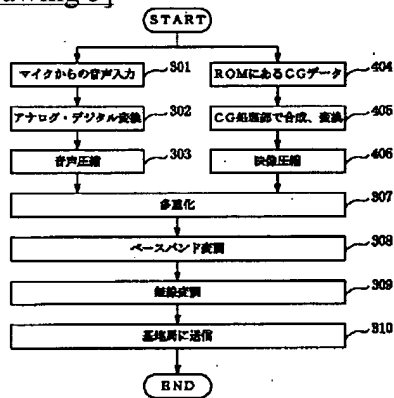 START
マイクからの音声入力 301
アナログ・デジタル変換 302
音声圧縮 303
ROMにあるCGデータ 404
CG処理部で合成、変換 405
映像圧縮 406
多重化 307
ベースバンド変調 308
無線変調 309
基地局に送信 310
END